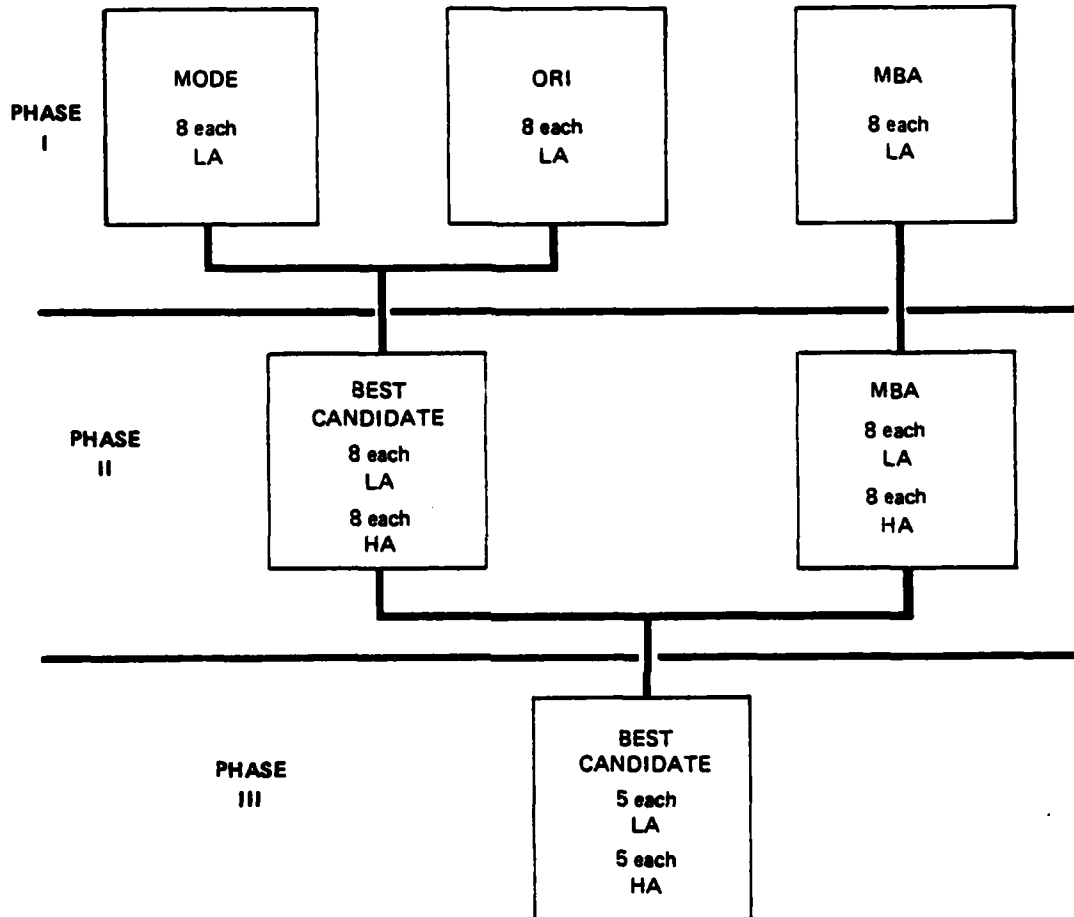 PHASE
I
MODE
8 each
LA
ORI
8 each
LA
MBA
8 each
LA
PHASE
II
BEST
CANDIDATE
8 each
LA
8 each
HA
MBA
8 each
LA
8 each
HA
PHASE
III
BEST
CANDIDATE
5 each
LA
5 each
HA